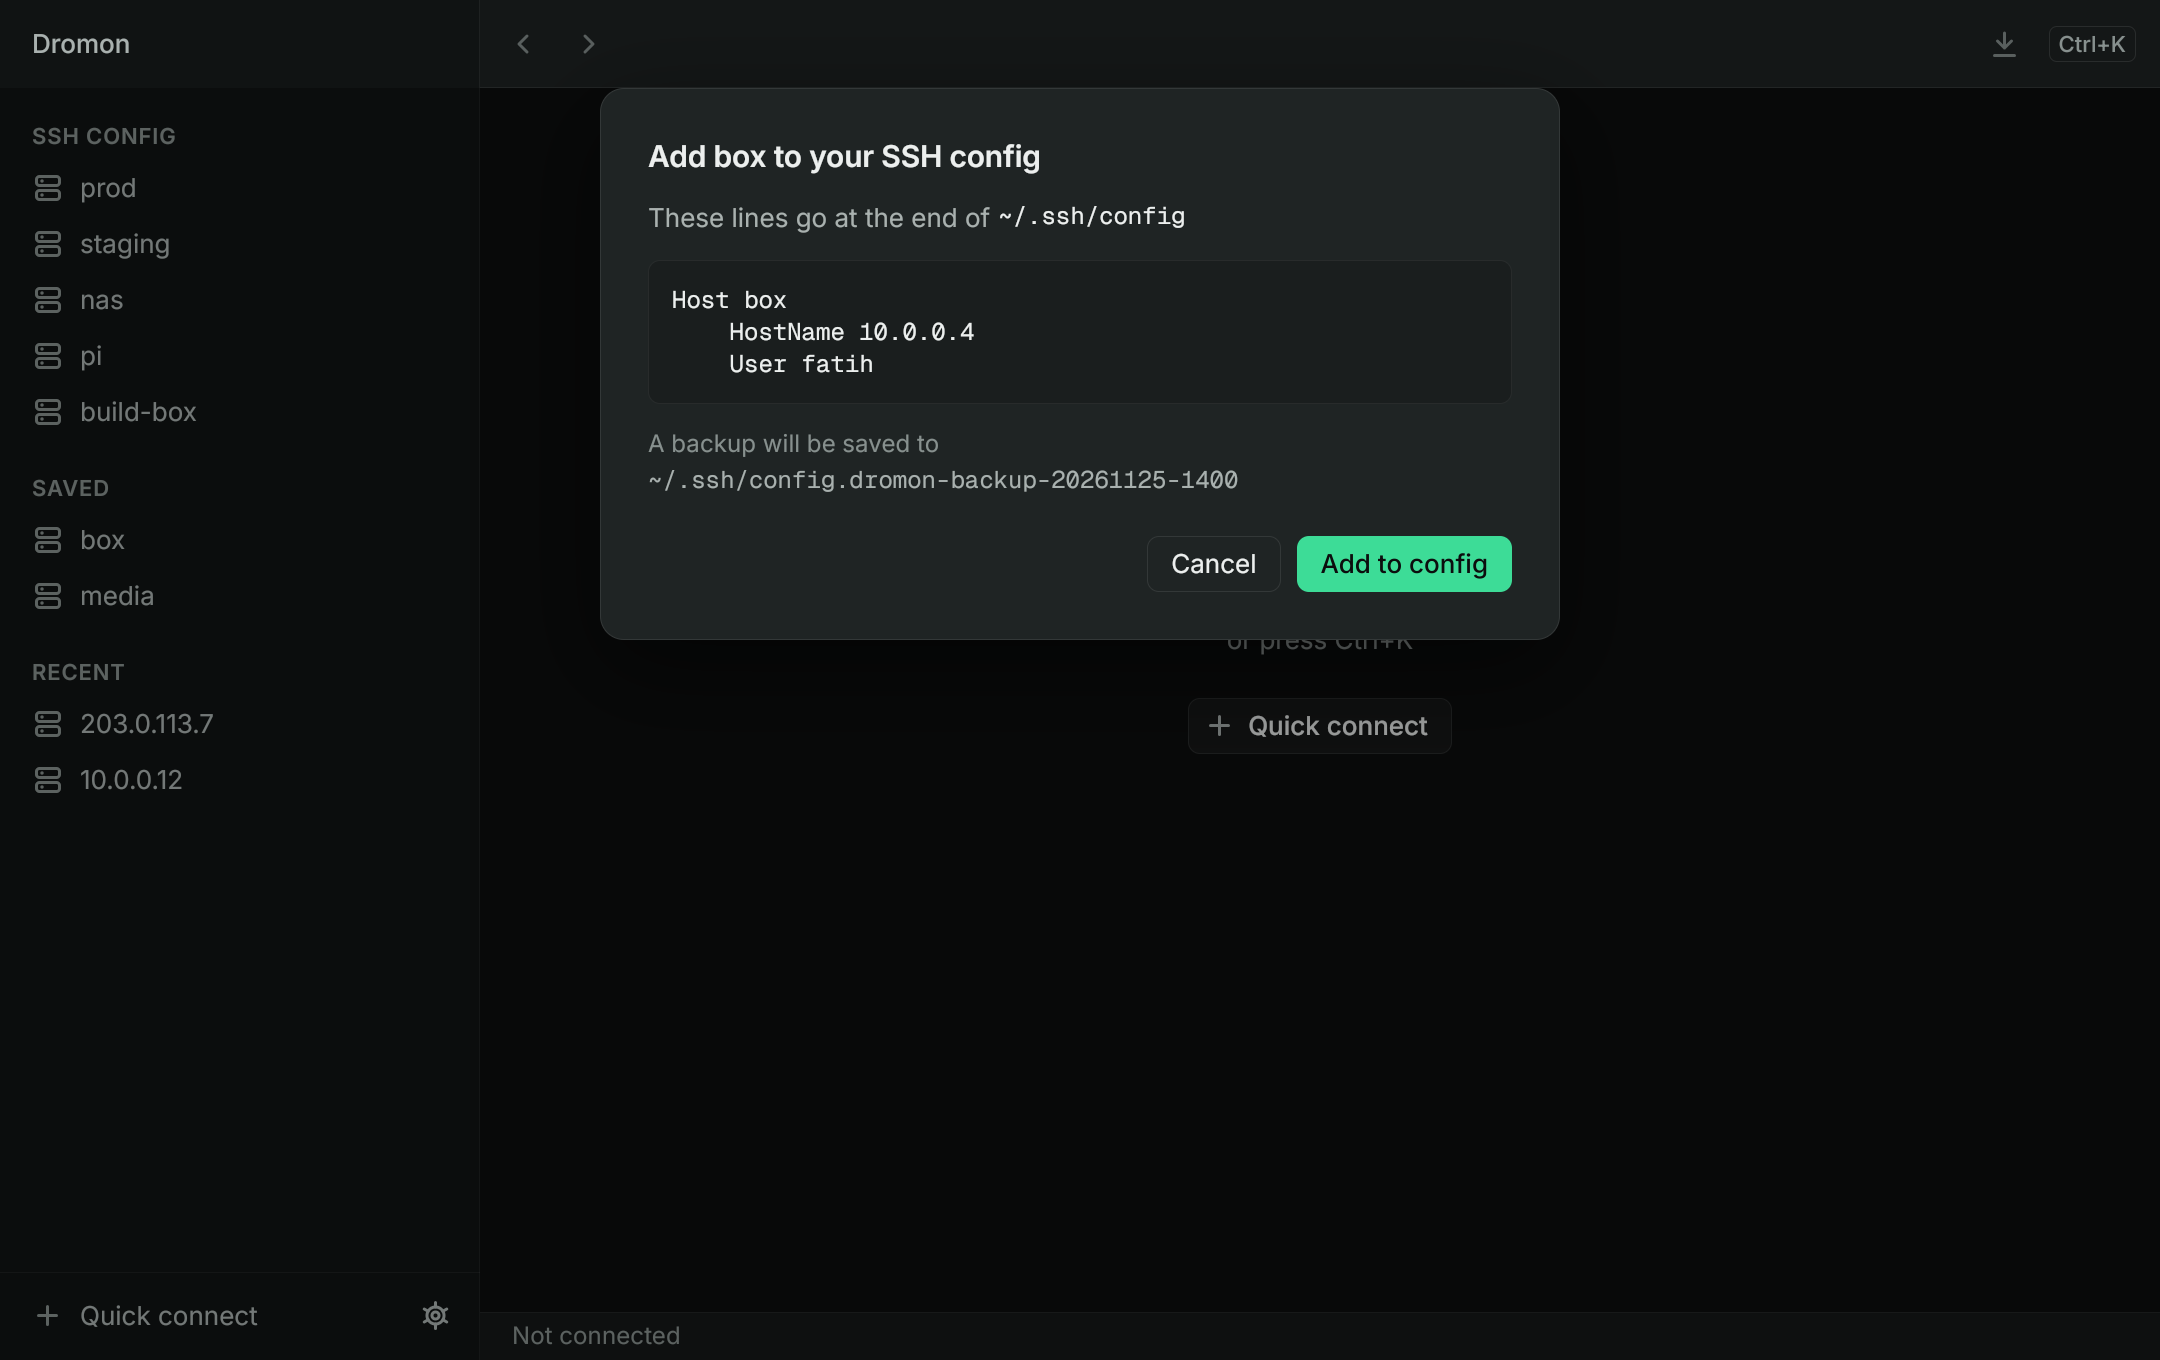 Dromon
Ctrl+K
SSH CONFIG
prod
staging
nas
pi
build-box
SAVED
box
media
RECENT
203.0.113.7
10.0.0.12
Quick connect
Add box to your SSH config
These lines go at the end of ~/.ssh/config
Host box
    HostName 10.0.0.4
    User fatih
A backup will be saved to
~/.ssh/config.dromon-backup-20261125-1400
Cancel
Add to config
or press Ctrl+K
Quick connect
Not connected